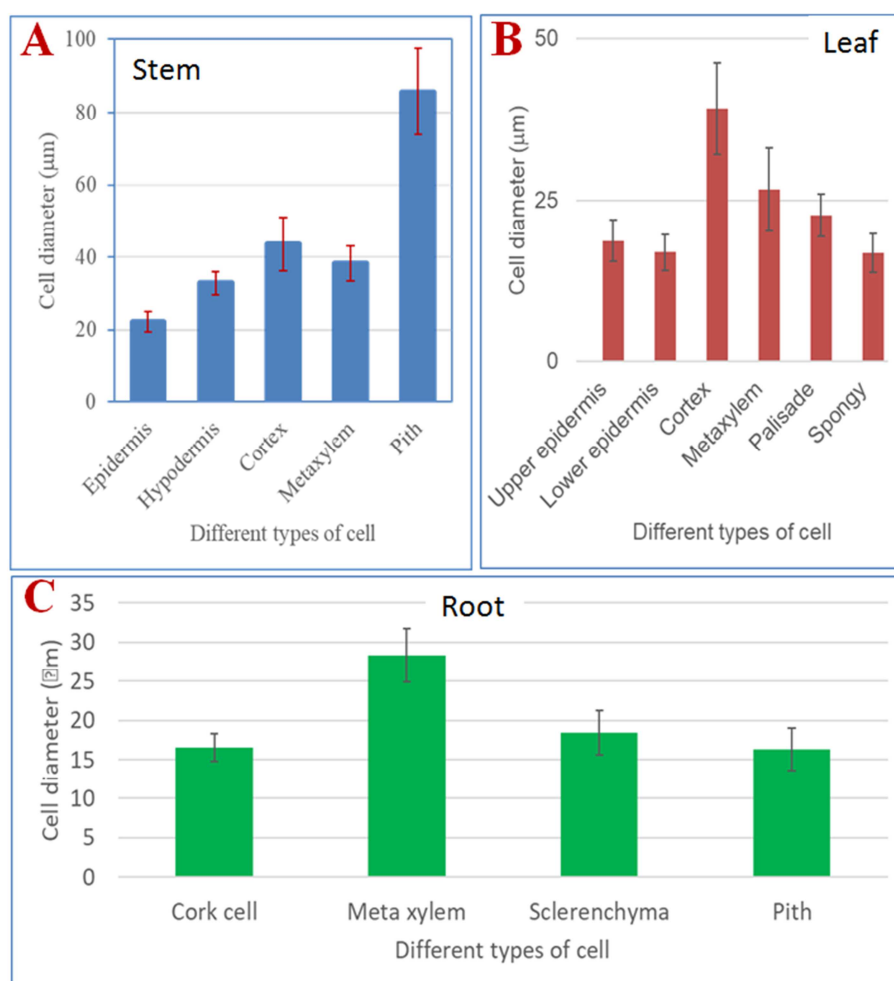 A
Stem
100
80
60
40
20
0
Cell diameter (µm)
Epidermis
Hypodermis
Cortex
Metaxylem
Pith
Different types of cell
B
Leaf
50
25
0
Cell diameter (µm)
Upper epidermis
Lower epidermis
Cortex
Metaxylem
Palisade
Spongy
Different types of cell
C
Root
35
30
25
20
15
10
5
0
Cell diameter (�m)
Cork cell
Meta xylem
Sclerenchyma
Pith
Different types of cell